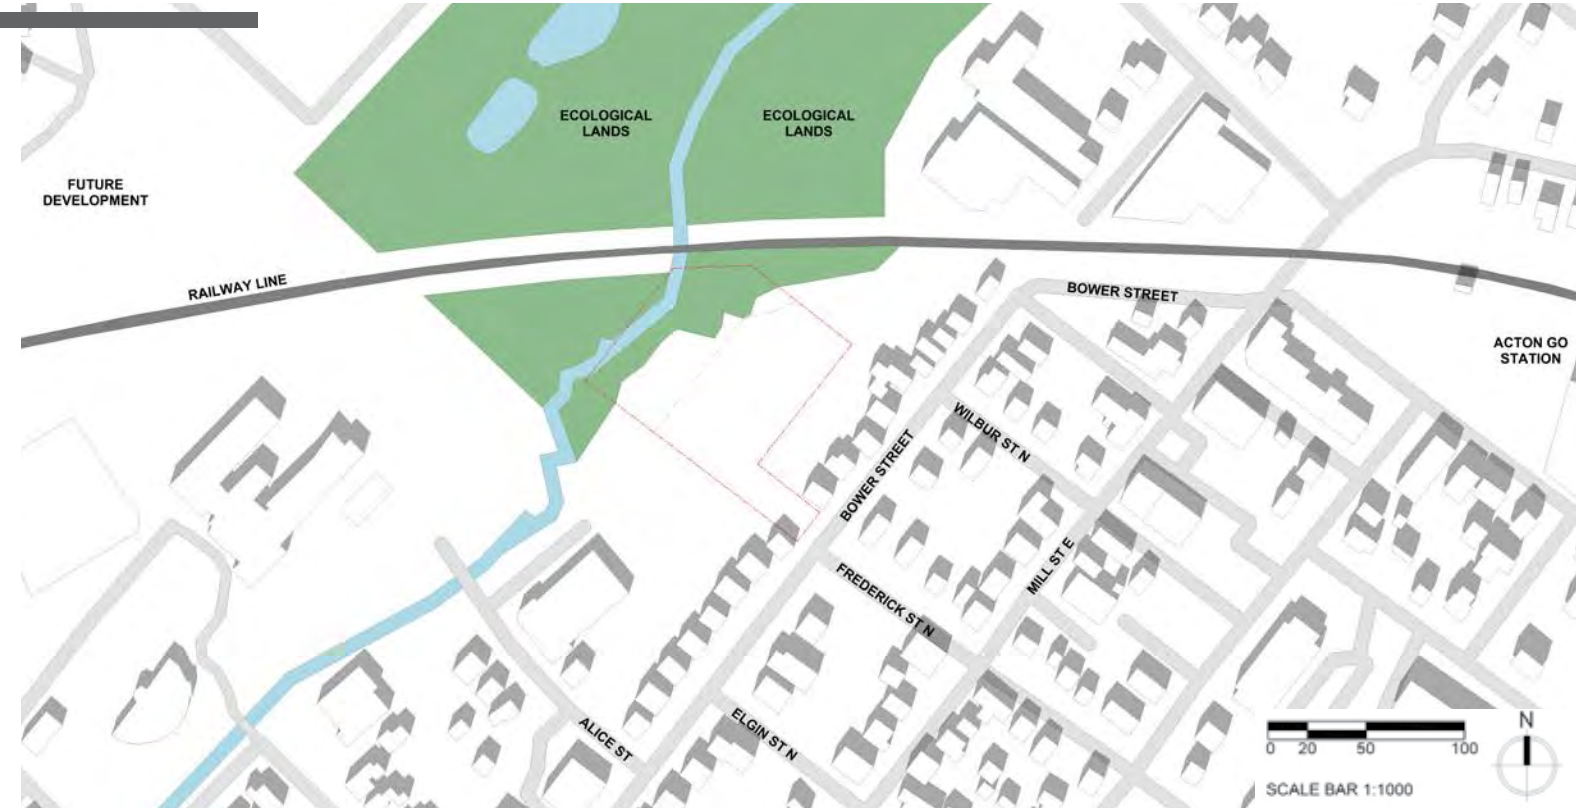 ECOLOGICAL
LANDS
ECOLOGICAL
LANDS
FUTURE
DEVELOPMENT
RAILWAY LINE
BOWER STREET
ACTON GO
STATION
WILBUR ST N
BOWER STREET
MILL ST E
FREDERICK ST N
ELGIN ST N
ALICE ST
N
0 20 50 100
SCALE BAR 1:1000